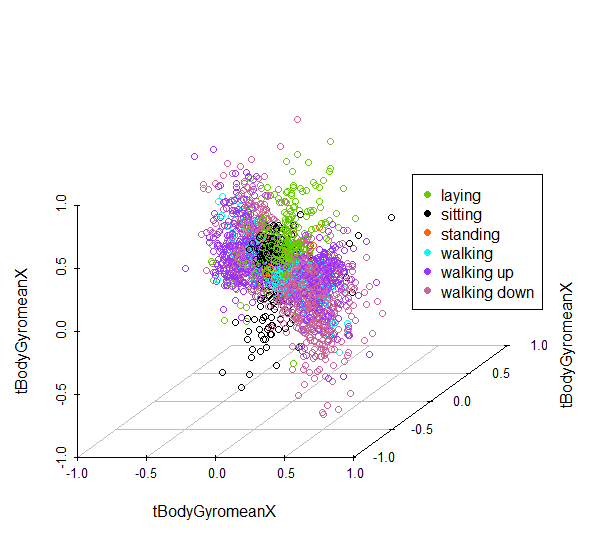 laying
sitting
standing
walking
walking up
walking down
tBodyGyromeanX
1.0
0.5
0.0
-0.5
-1.0
-1.0 -0.5 0.0 0.5 1.0
tBodyGyromeanX
-1.0
-0.5
0.0
0.5
1.0
tBodyGyromeanX